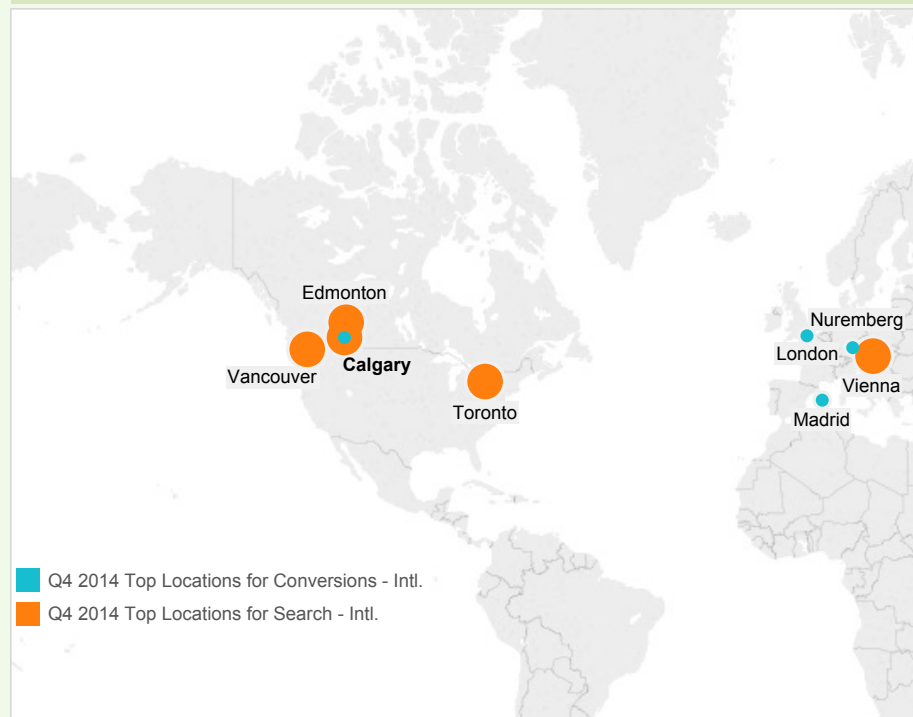 Edmonton
Nuremberg
London
Calgary
Vancouver
Vienna
Toronto
Madrid
Q4 2014 Top Locations for Conversions - Intl.
Q4 2014 Top Locations for Search - Intl.